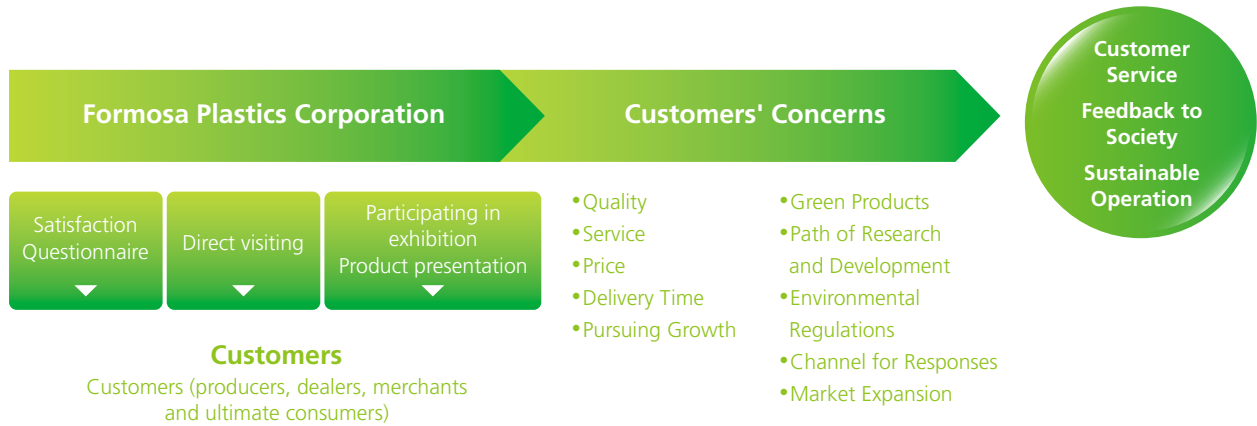 Formosa Plastics Corporation
Customers' Concerns
Customer
Service
Feedback to
Society
Sustainable
Operation
Satisfaction
Questionnaire
Direct visiting
Participating in
exhibition
Product presentation
Customers
Customers (producers, dealers, merchants
and ultimate consumers)
•Quality
•Service
•Price
•Delivery Time
•Pursuing Growth
•Green Products
•Path of Research
and Development
•Environmental
Regulations
•Channel for Responses
•Market Expansion